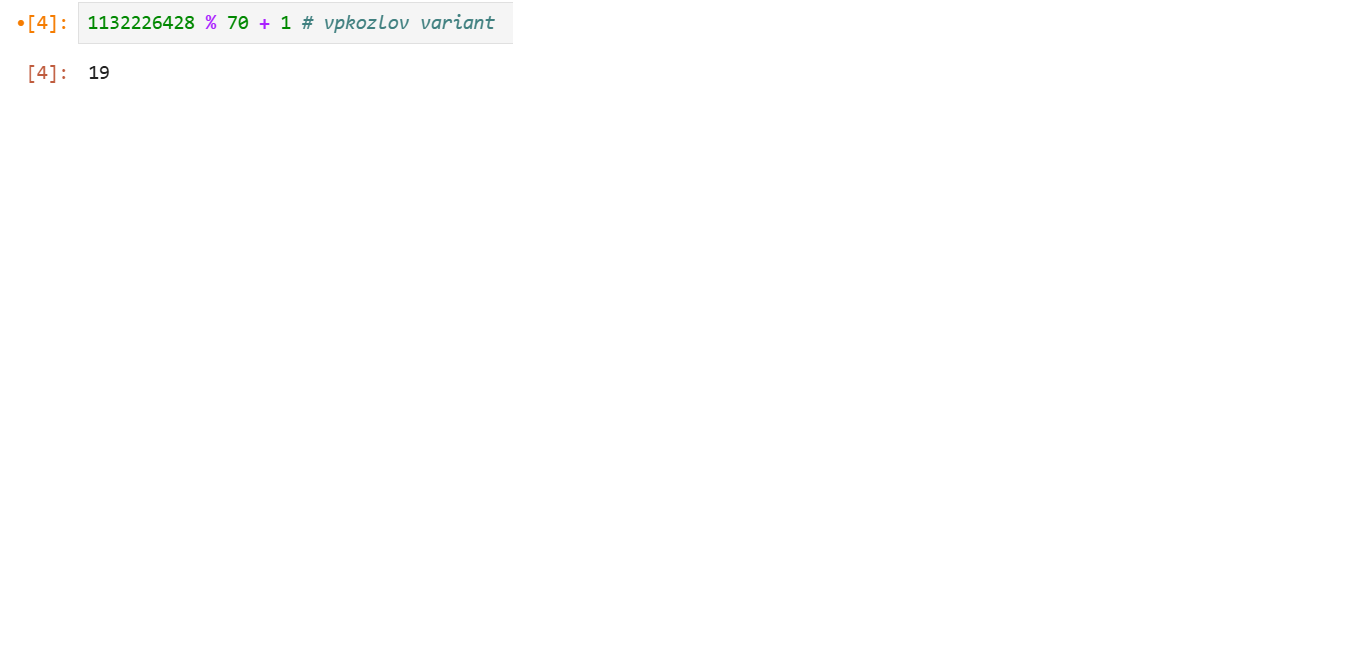 •[4]: 1132226428 % 70 + 1 # vpkozlov variant
[4]: 19